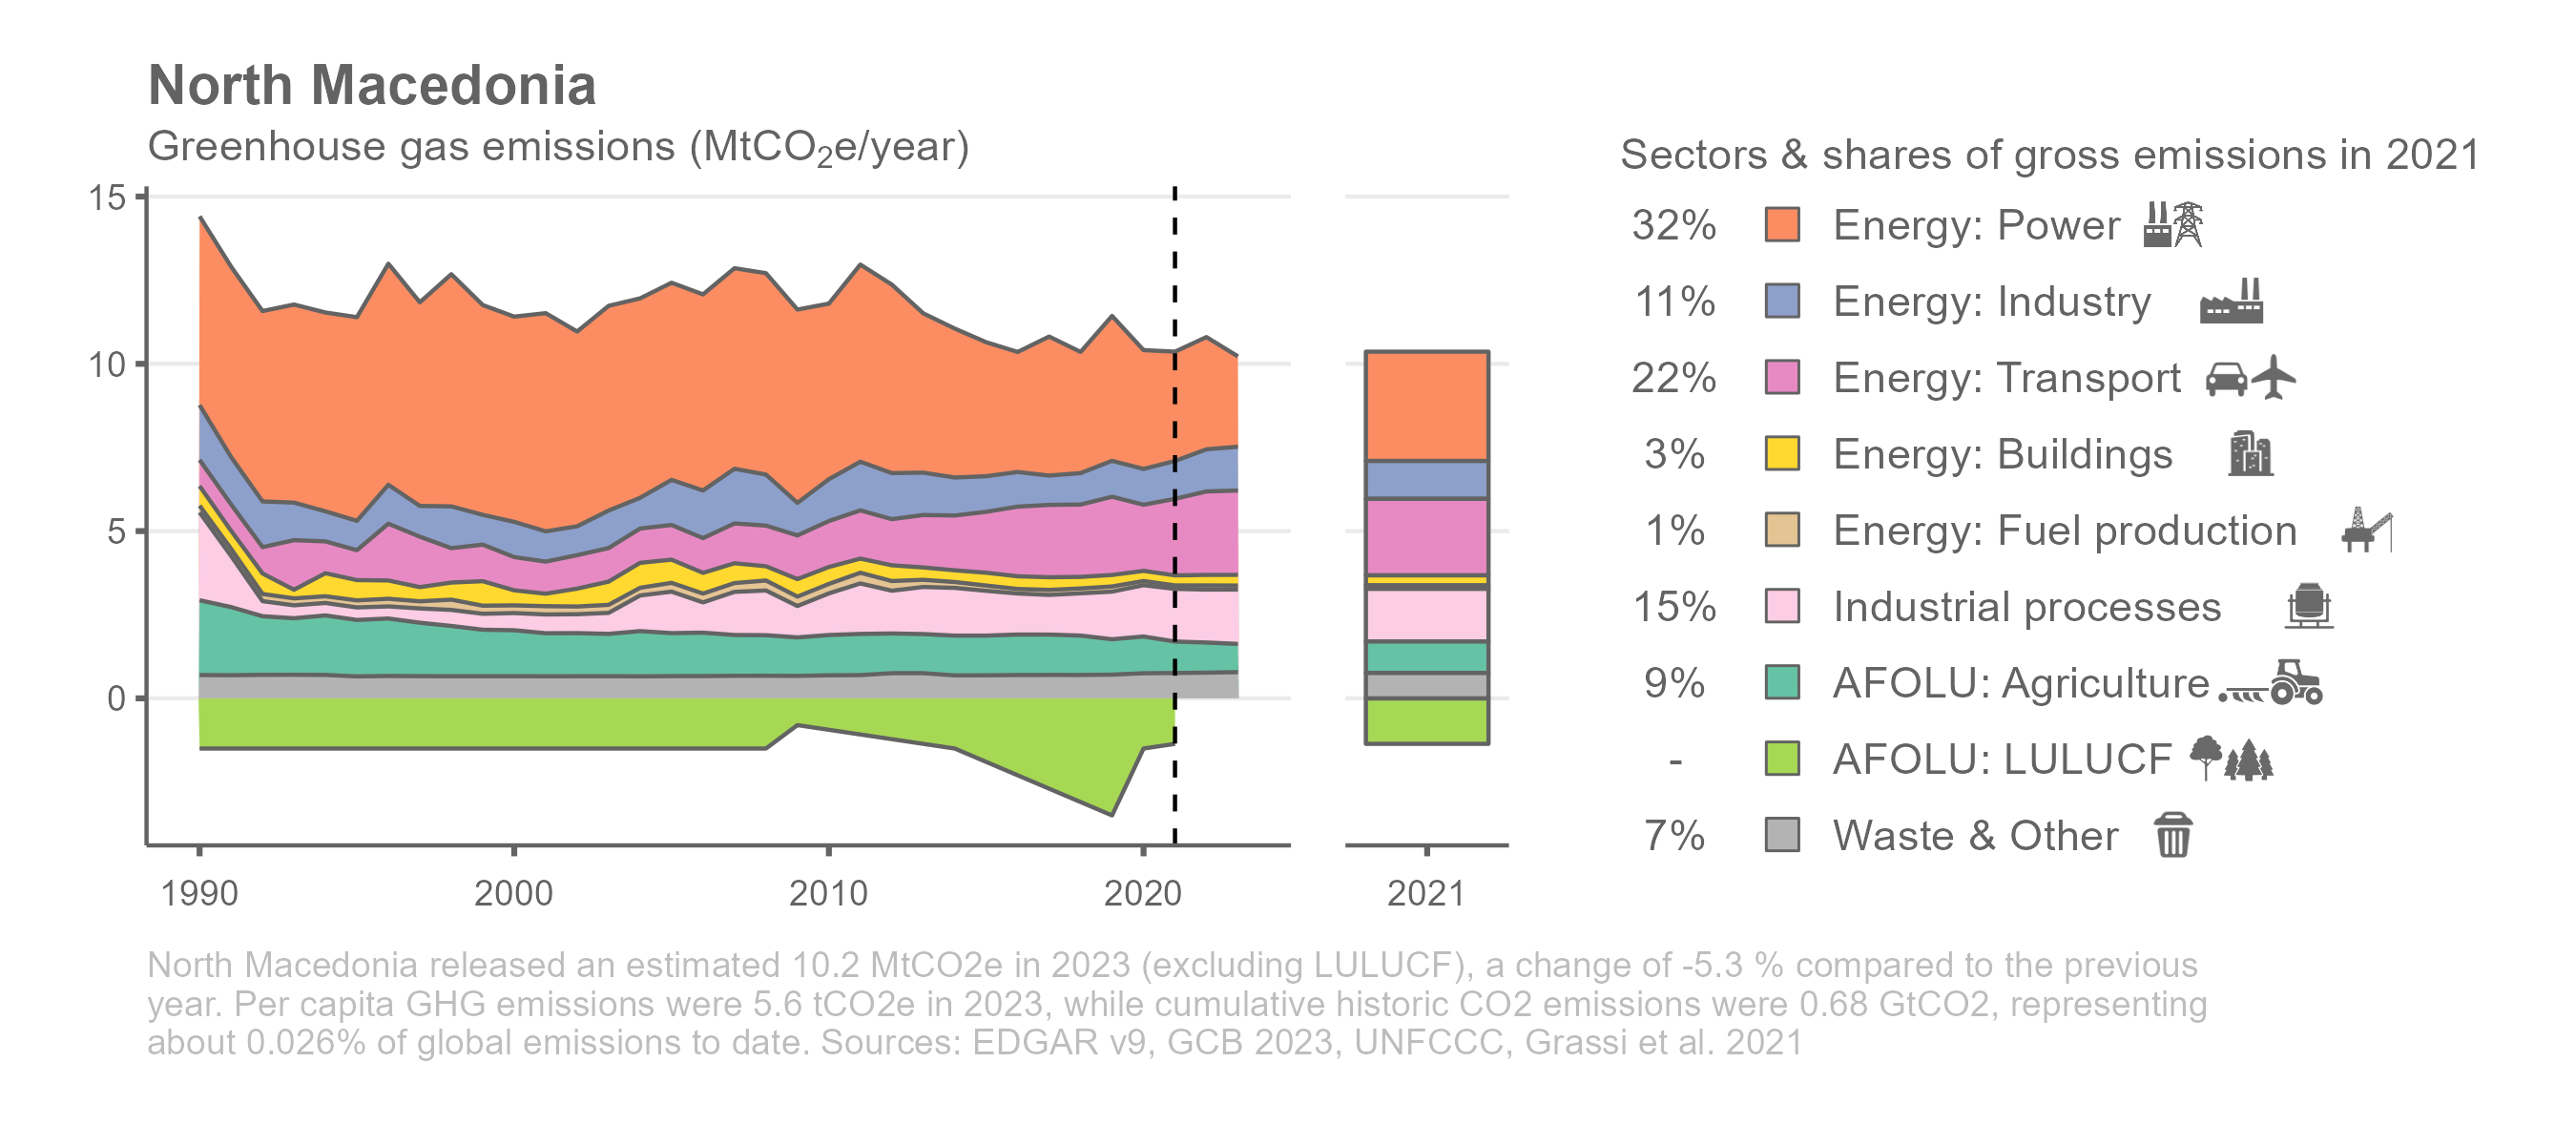 North Macedonia
Greenhouse gas emissions (MtCO₂e/year)
15
10
5
0
1990
2000
2010
2020
2021
Sectors & shares of gross emissions in 2021
32% Energy: Power
11% Energy: Industry
22% Energy: Transport
3% Energy: Buildings
1% Energy: Fuel production
15% Industrial processes
9% AFOLU: Agriculture
- AFOLU: LULUCF
7% Waste & Other
North Macedonia released an estimated 10.2 MtCO2e in 2023 (excluding LULUCF), a change of -5.3 % compared to the previous
year. Per capita GHG emissions were 5.6 tCO2e in 2023, while cumulative historic CO2 emissions were 0.68 GtCO2, representing
about 0.026% of global emissions to date. Sources: EDGAR v9, GCB 2023, UNFCCC, Grassi et al. 2021